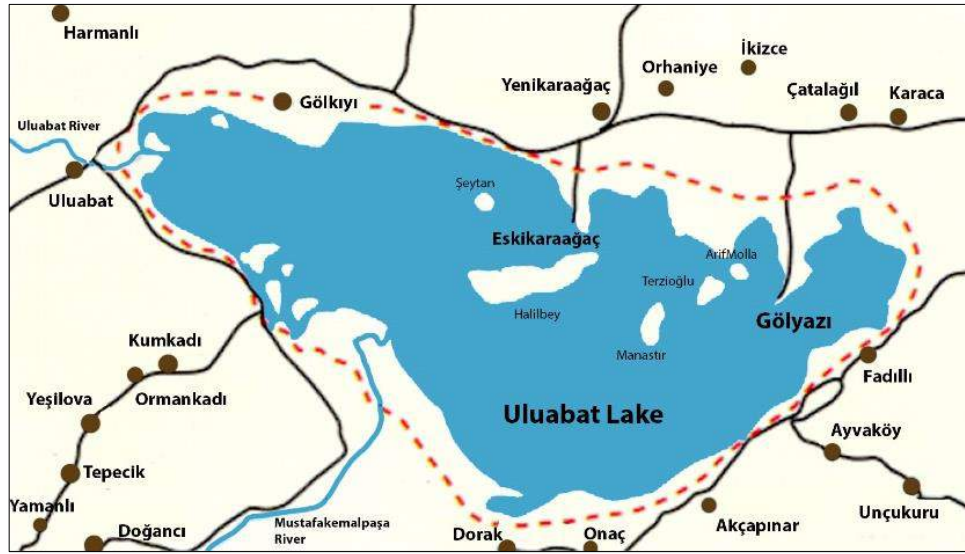 Harmanlı
İkizce
Orhaniye
Yenikaraağaç
Çatalağıl
Karaca
Gölkıyı
Uluabat River
Uluabat
Şeytan
Eskikaraağaç
ArifMolla
Terzioğlu
Halilbey
Gölyazı
Manastır
Kumkadı
Fadıllı
Ormankadı
Yeşilova
Uluabat Lake
Ayvaköy
Tepecik
Yamanlı
Unçukuru
Mustafakemalpaşa
River
Doğancı
Dorak
Onaç
Akçapınar